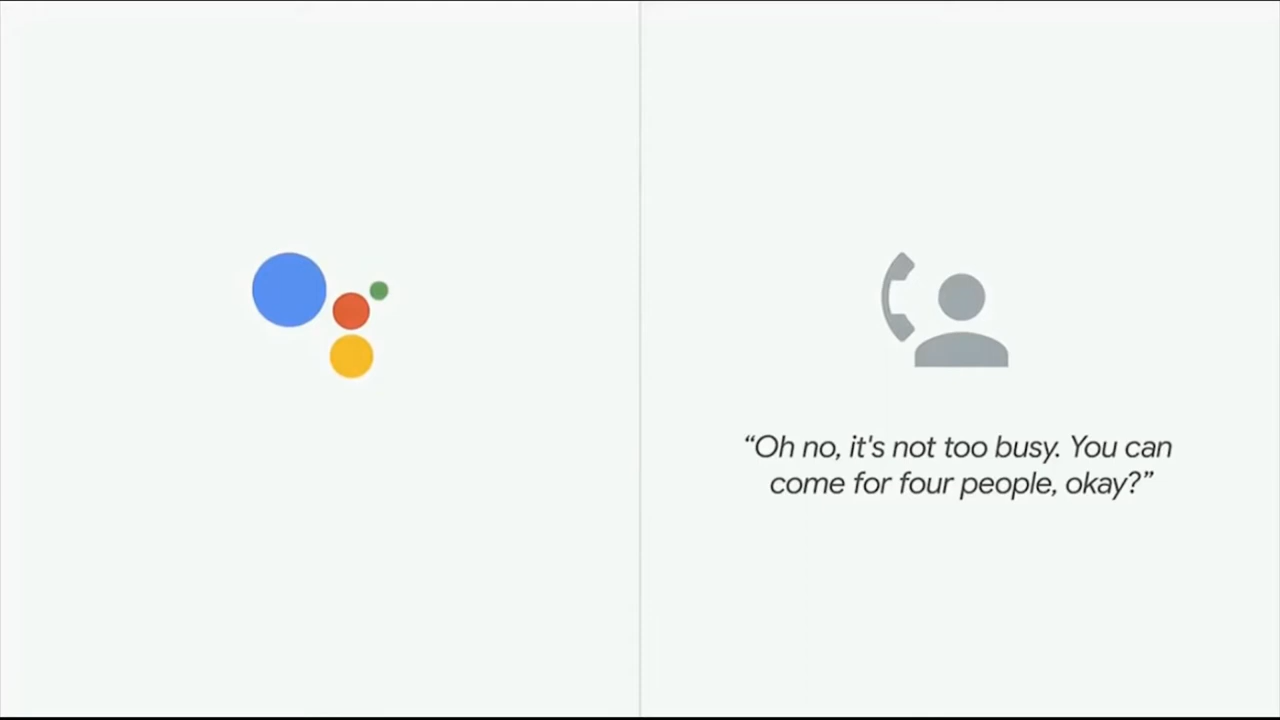 “Oh no, it's not too busy. You can
come for four people, okay?”